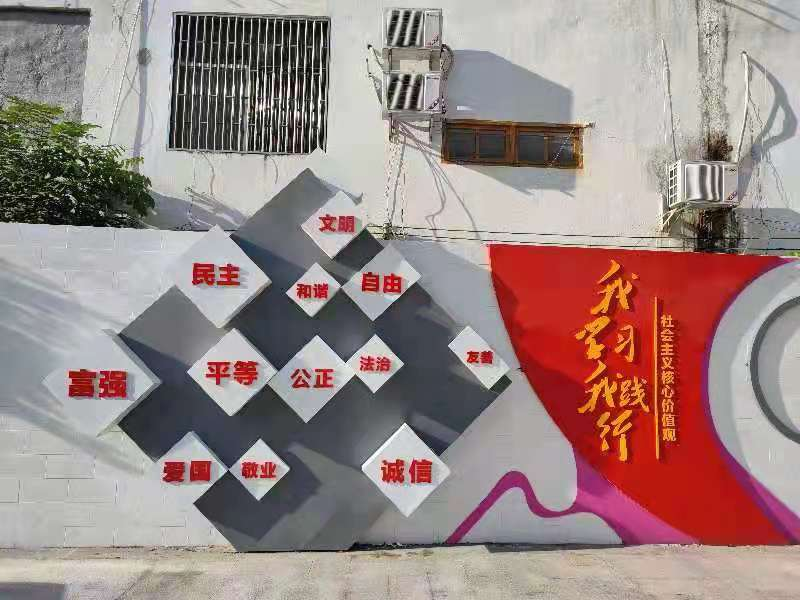 文明
民主
和谐
自由
富强
平等
公正
法治
友善
爱国
敬业
诚信
我学习
我践行
社会主义核心价值观